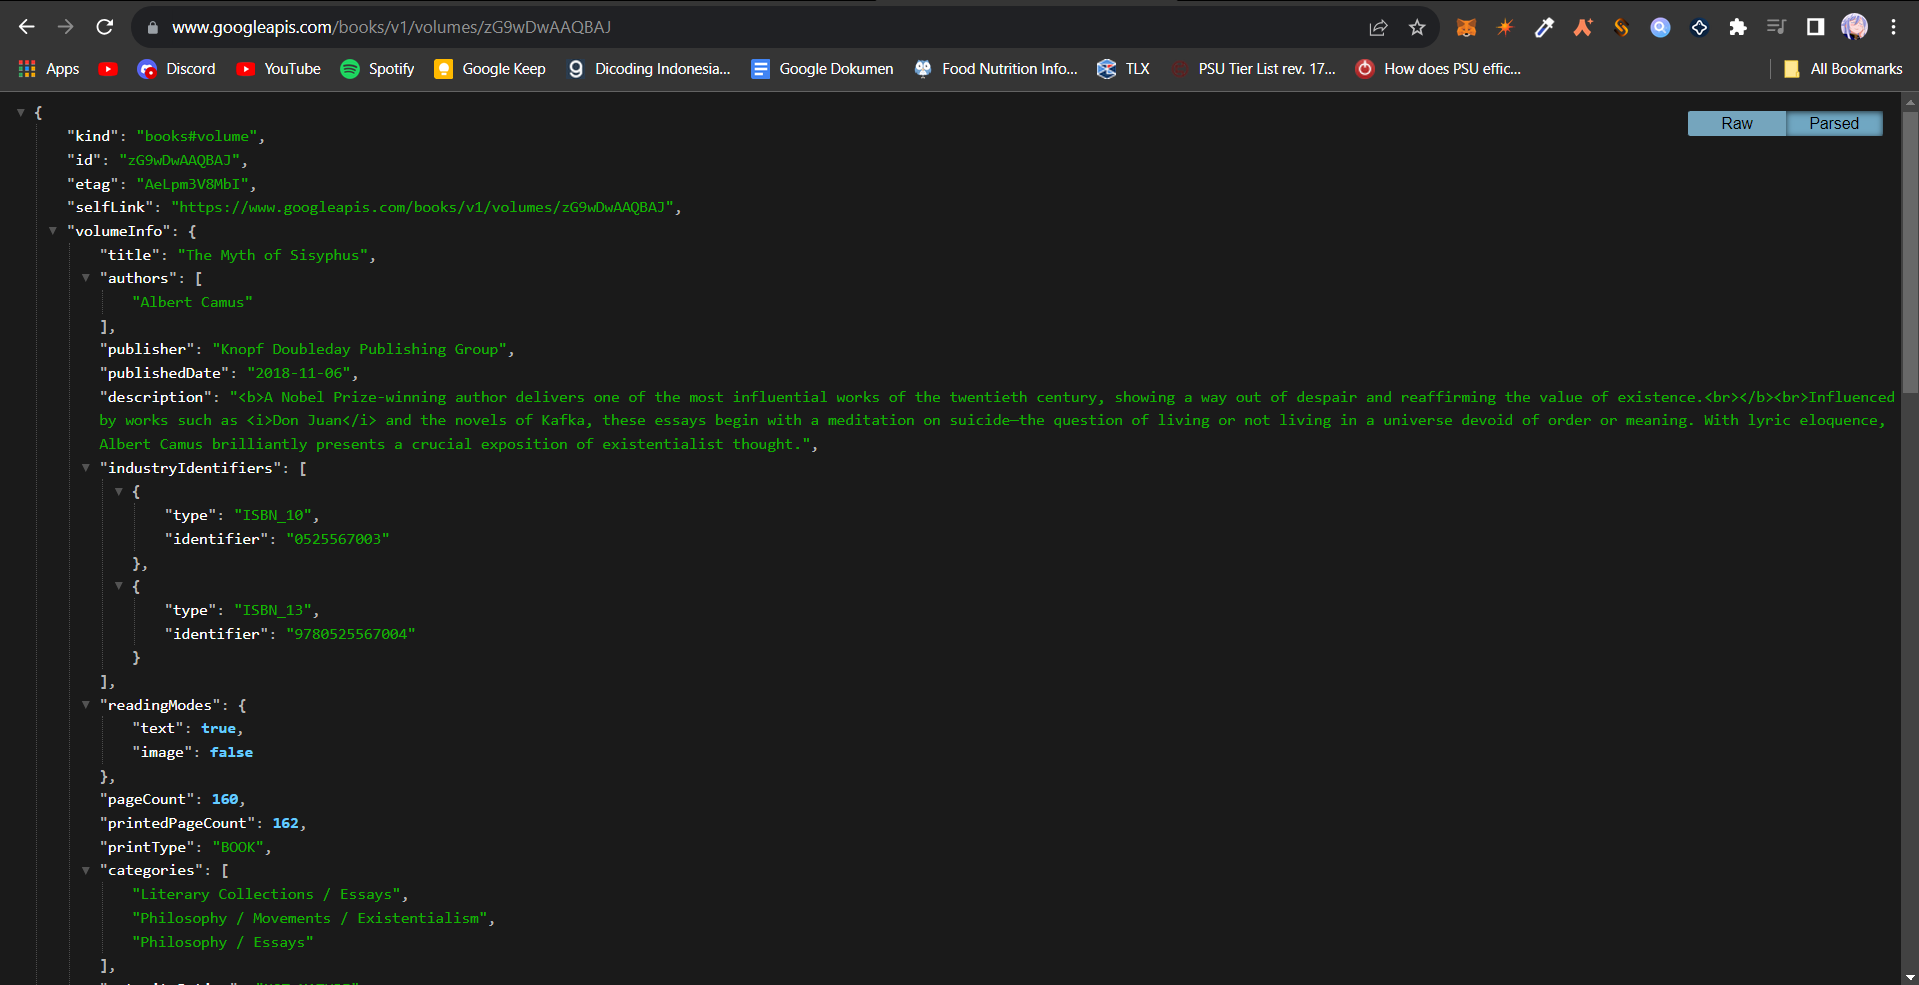 www.googleapis.com/books/v1/volumes/zG9wDwAAQBAJ
Apps Discord YouTube Spotify Google Keep Dicoding Indonesia... Google Dokumen Food Nutrition Info... TLX PSU Tier List rev. 17... How does PSU effic... All Bookmarks
Raw Parsed
{
"kind": "books#volume",
"id": "zG9wDwAAQBAJ",
"etag": "AeLpm3V8MbI",
"selfLink": "https://www.googleapis.com/books/v1/volumes/zG9wDwAAQBAJ",
"volumeInfo": {
"title": "The Myth of Sisyphus",
"authors": [
"Albert Camus"
],
"publisher": "Knopf Doubleday Publishing Group",
"publishedDate": "2018-11-06",
"description": "<b>A Nobel Prize-winning author delivers one of the most influential works of the twentieth century, showing a way out of despair and reaffirming the value of existence.<br></b><br>Influenced
by works such as <i>Don Juan</i> and the novels of Kafka, these essays begin with a meditation on suicide—the question of living or not living in a universe devoid of order or meaning. With lyric eloquence,
Albert Camus brilliantly presents a crucial exposition of existentialist thought.",
"industryIdentifiers": [
{
"type": "ISBN_10",
"identifier": "0525567003"
},
{
"type": "ISBN_13",
"identifier": "9780525567004"
}
],
"readingModes": {
"text": true,
"image": false
},
"pageCount": 160,
"printedPageCount": 162,
"printType": "BOOK",
"categories": [
"Literary Collections / Essays",
"Philosophy / Movements / Existentialism",
"Philosophy / Essays"
],